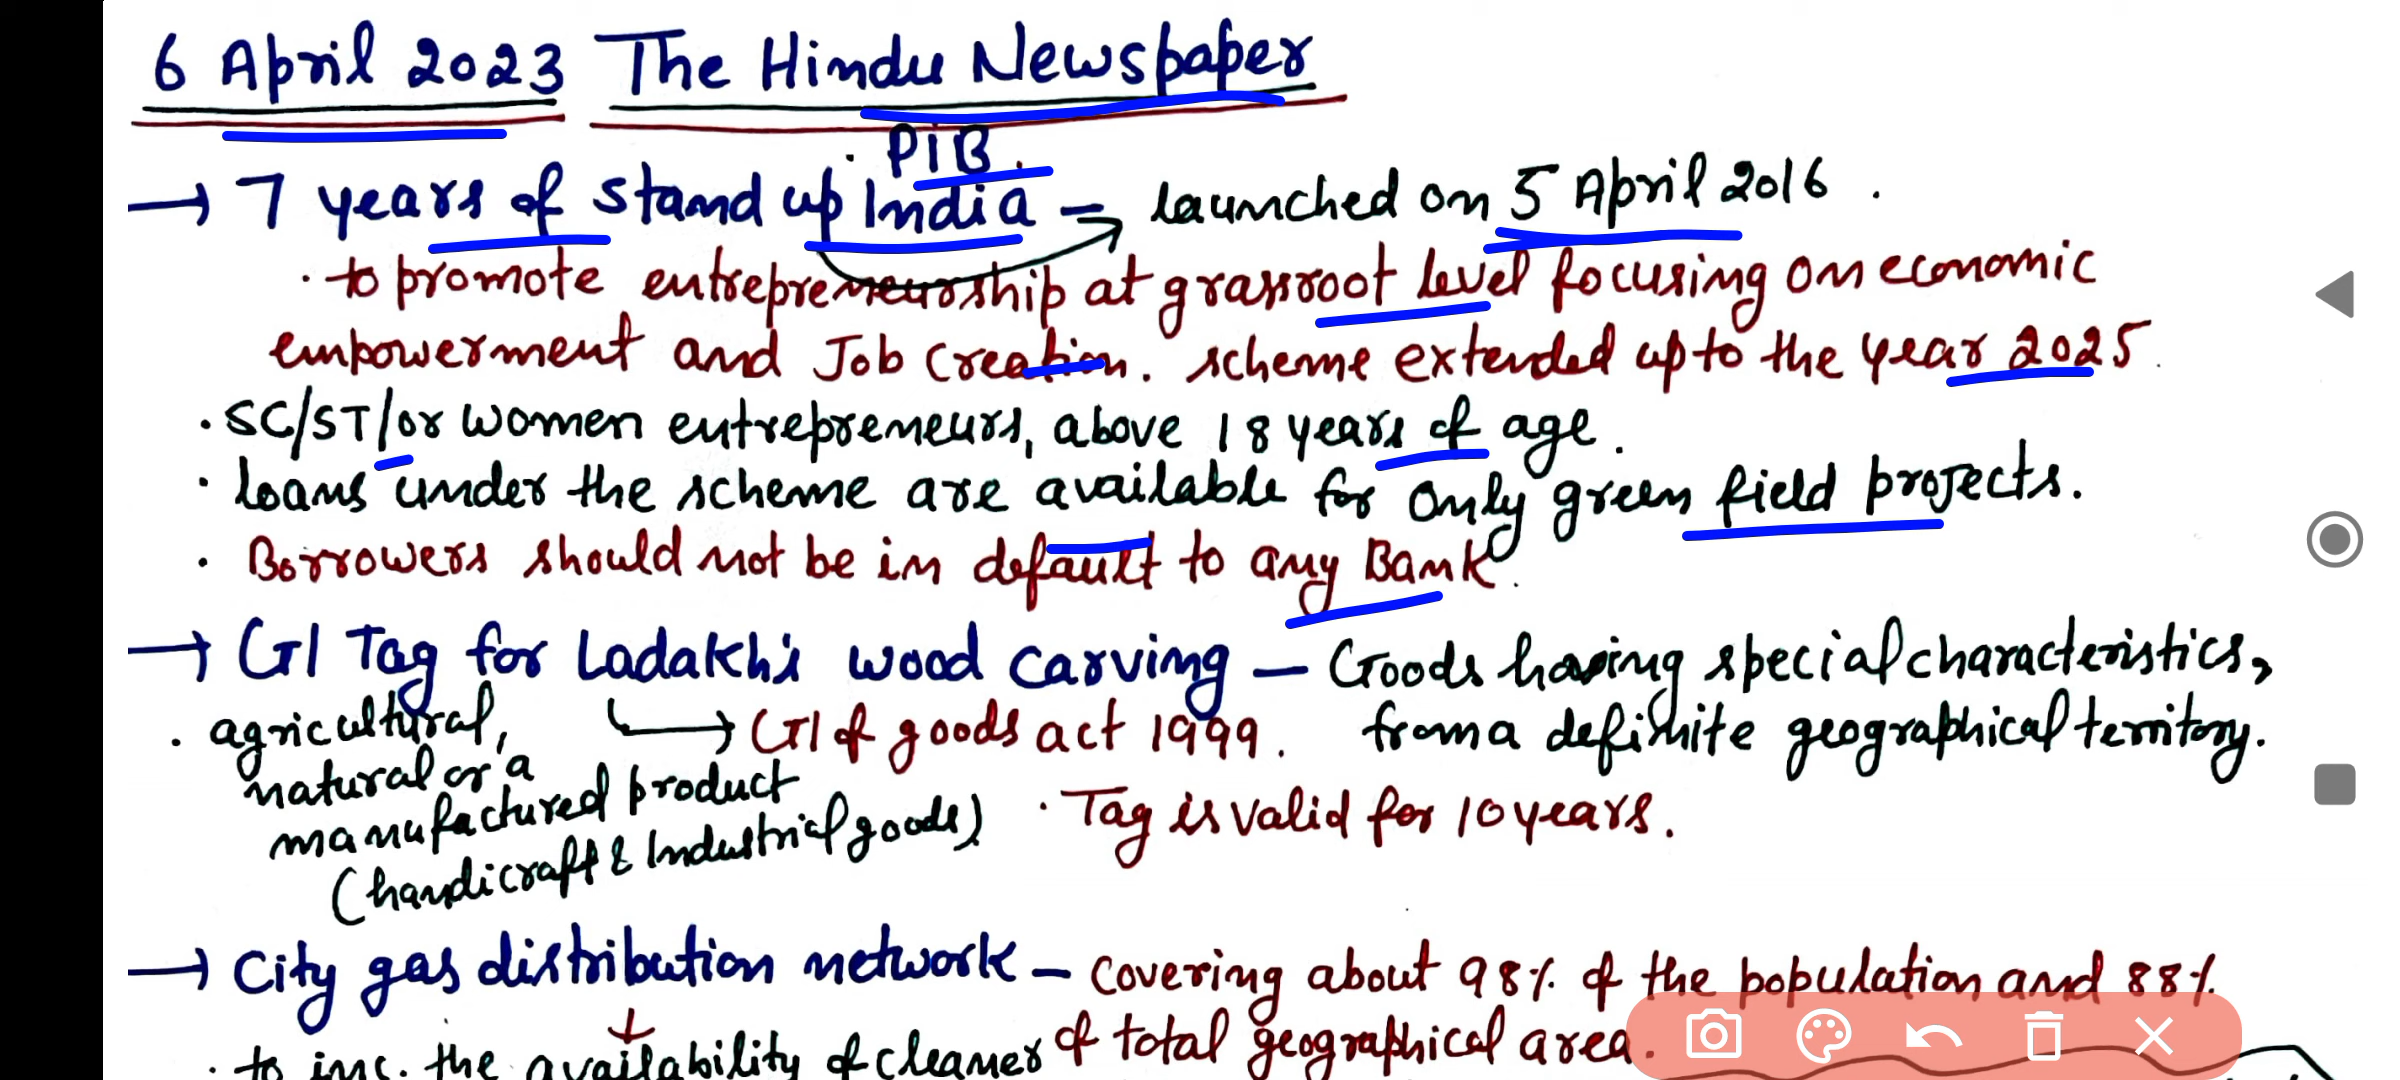 6 April 2023 The Hindu Newspaper
PIB
→ 7 years of stand up India – launched on 5 April 2016.
· to promote entrepreneurship at grassroot level focusing on economic
empowerment and Job creation. scheme extended upto the year 2025.
· SC/ST/or women entrepreneurs, above 18 years of age.
· loans under the scheme are available for only green field projects.
· Borrowers should not be in default to any Bank.
→ GI Tag for Ladakh's wood carving – Goods having special characteristics,
from a definite geographical territory.
→ GI of goods act 1999.
· agricultural,
natural or a
manufactured product
(handicraft & Industrial goods)
· Tag is valid for 10 years.
→ City gas distribution network – covering about 98% of the population and 88%
of total geographical area.
· to inc. the availability of cleaner